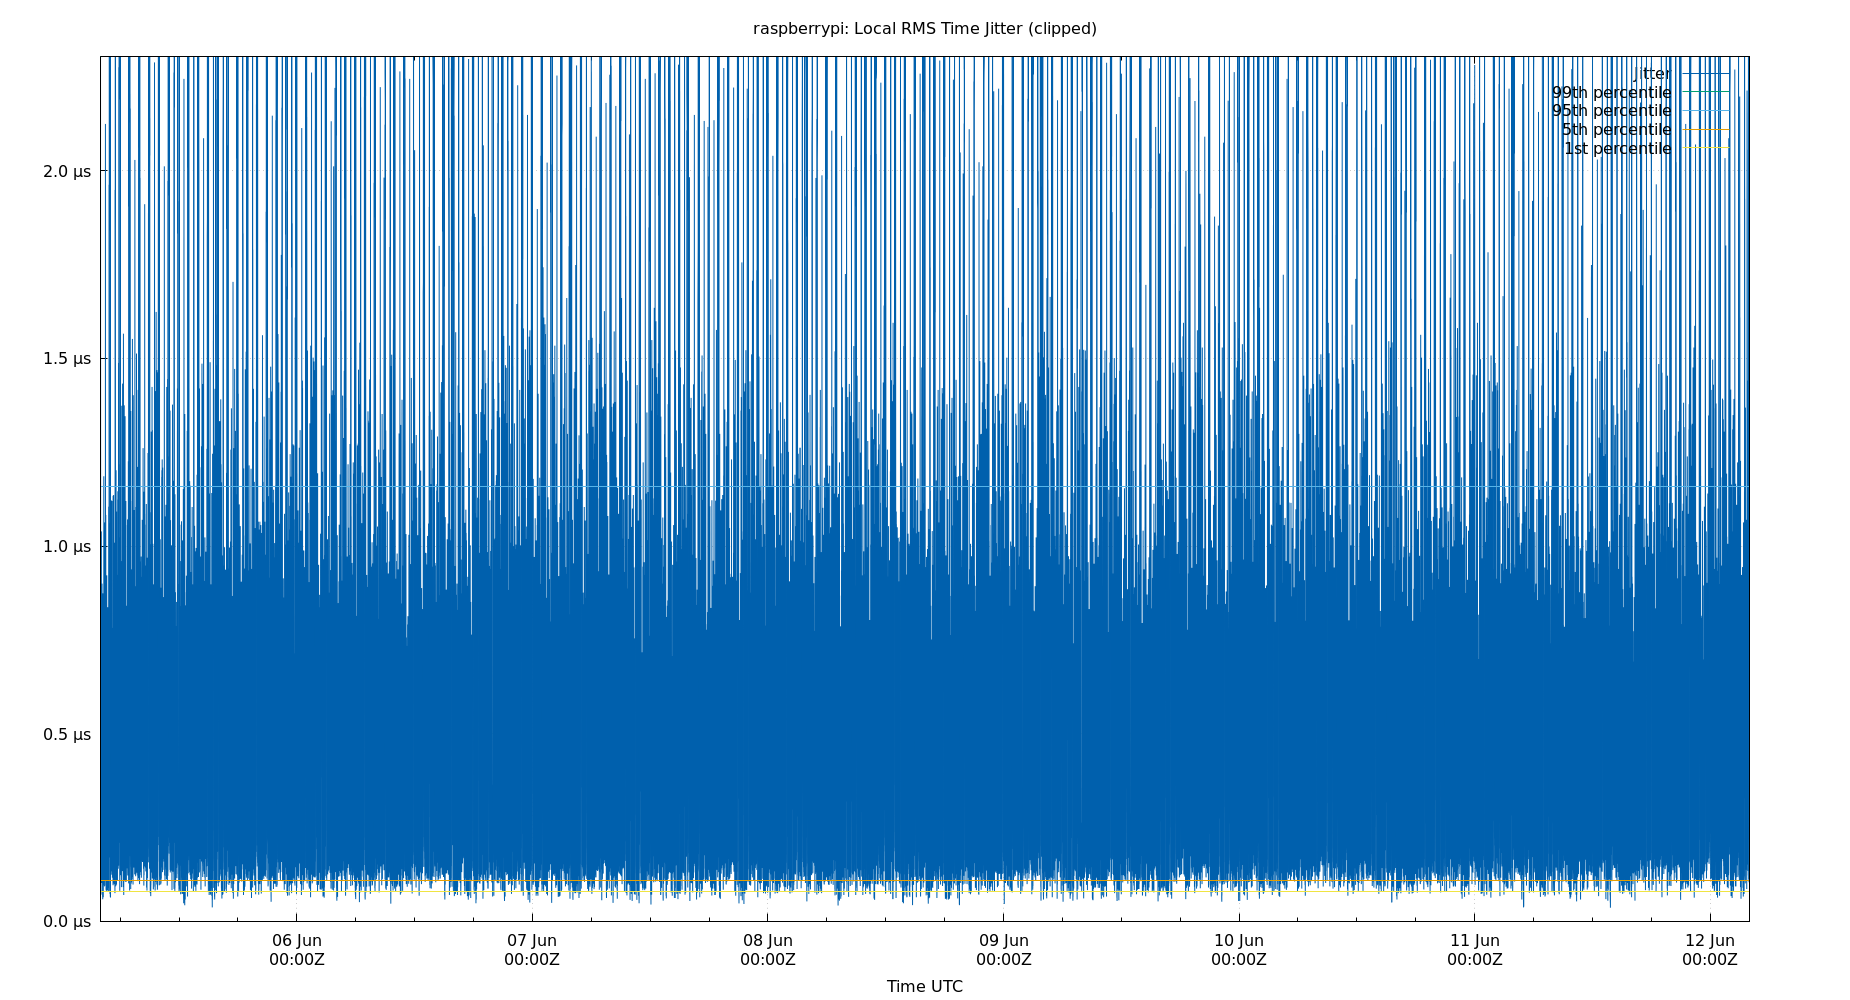 raspberrypi: Local RMS Time Jitter (clipped)
jitter
99th percentile
95th percentile
5th percentile
1st percentile
2.0 µs
1.5 µs
1.0 µs
0.5 µs
0.0 µs
06 Jun 07 Jun 08 Jun 09 Jun 10 Jun 11 Jun 12 Jun
00:00Z 00:00Z 00:00Z 00:00Z 00:00Z 00:00Z 00:00Z
Time UTC